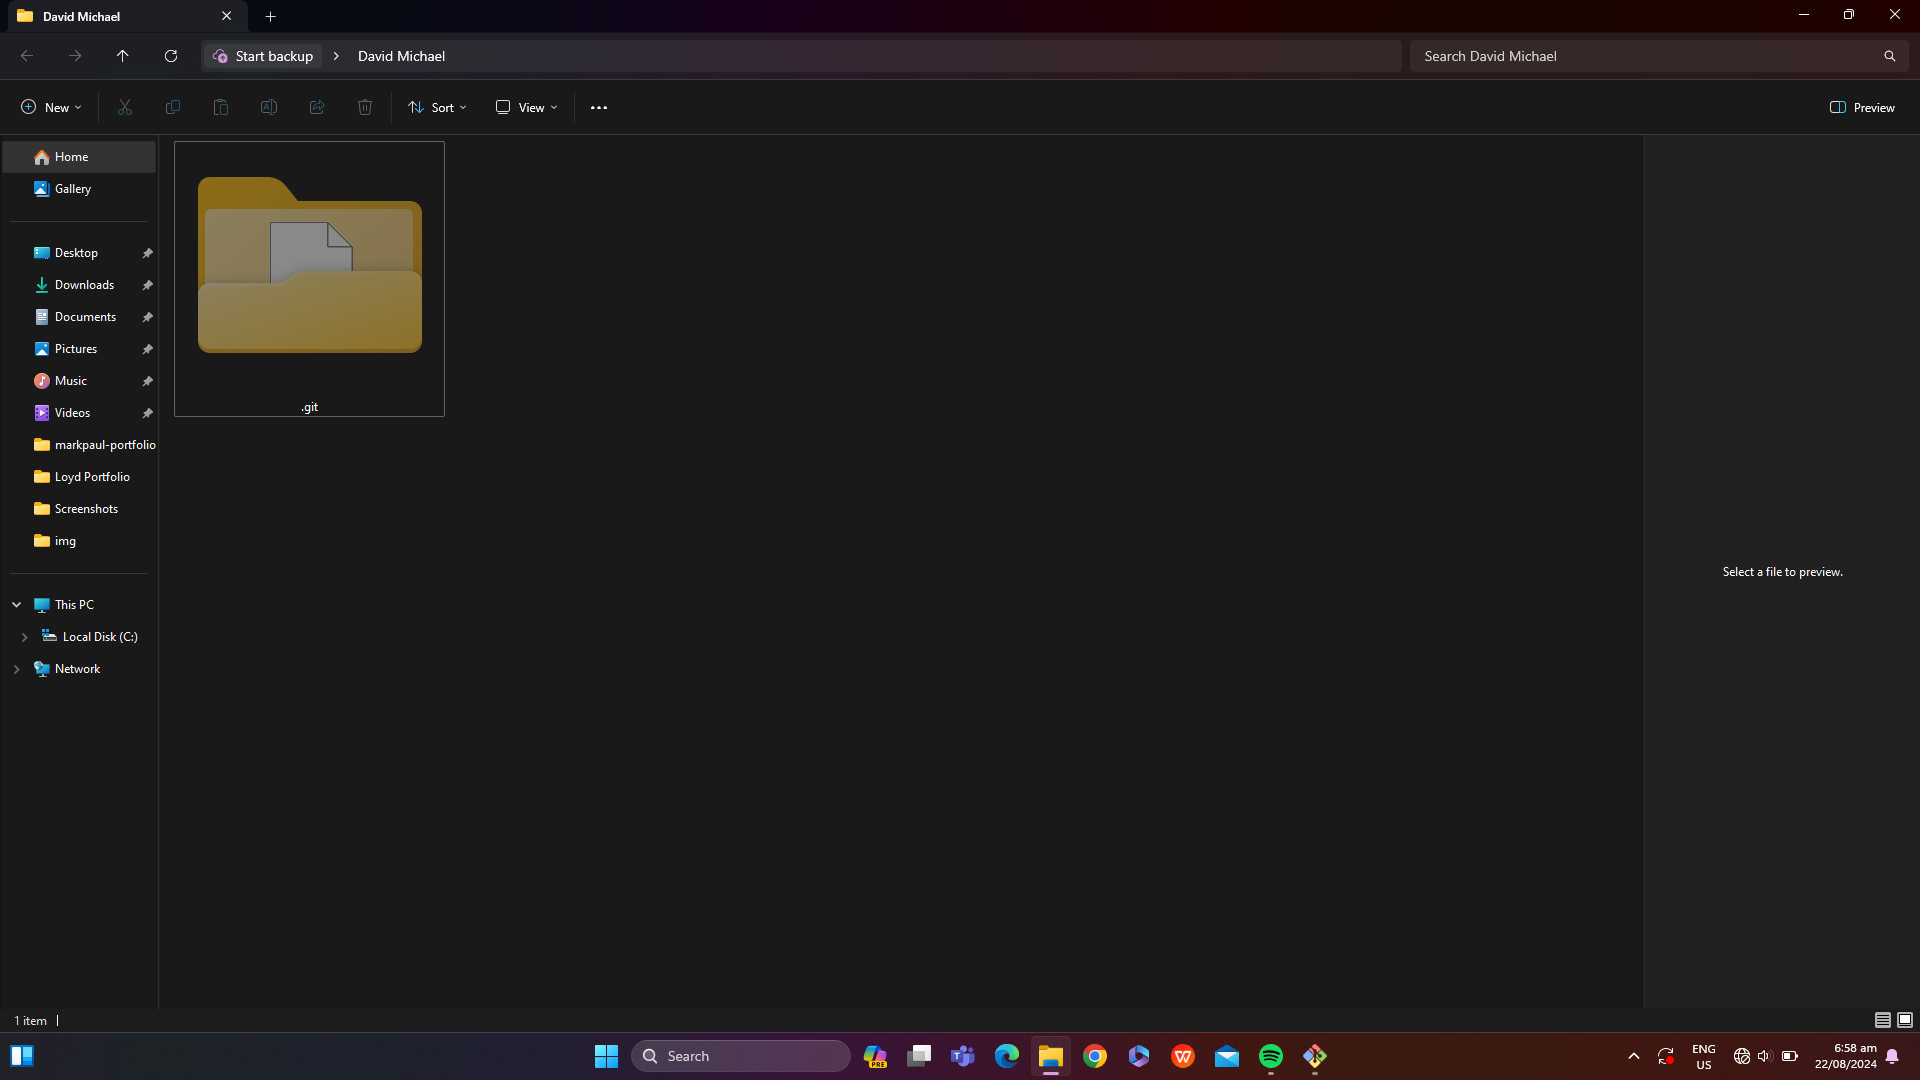 David Michael
Start backup
David Michael
Search David Michael
New
Sort
View
Preview
Home
Gallery
Desktop
Downloads
Documents
Pictures
Music
Videos
markpaul-portfolio
Loyd Portfolio
Screenshots
img
This PC
Local Disk (C:)
Network
.git
Select a file to preview.
1 item
Search
PRE
ENG
US
6:58 am
22/08/2024